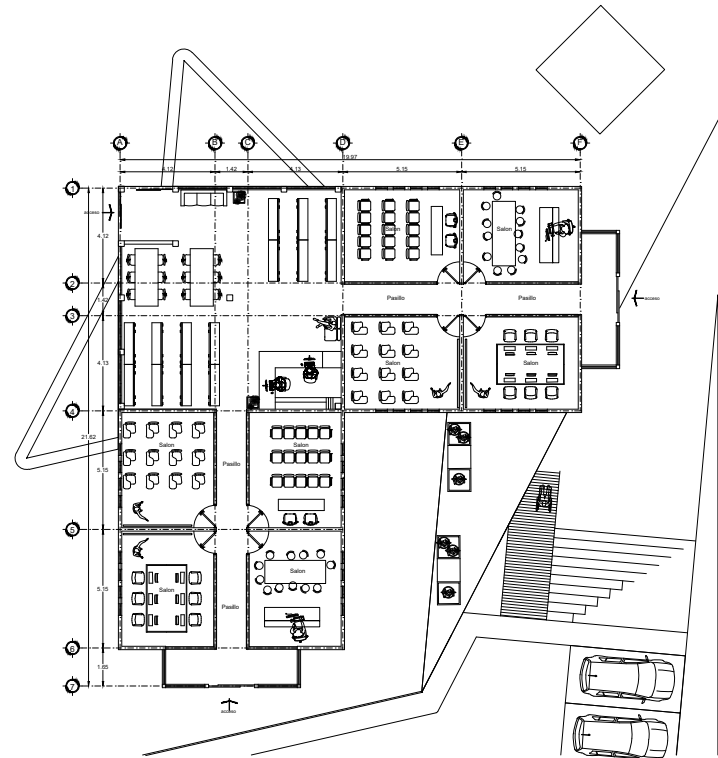 A B C D E F
19.97
4.12 1.42 4.13 5.15 5.15
1
acceso
4.12
Salon
Salon
2
1.42
Pasillo
Pasillo
acceso
3
4.13
Salon
Salon
4
21.62
Salon
Salon
5.15
Pasillo
5
5.15
Salon
Salon
Pasillo
6
1.65
7
acceso